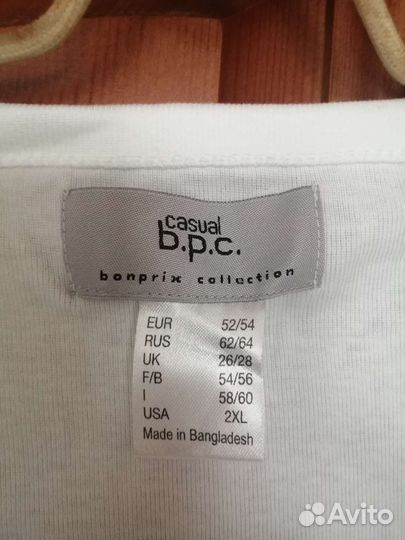 casual
b.p.c.
bonprix collection
EUR 52/54
RUS 62/64
UK 26/28
F/B 54/56
I 58/60
USA 2XL
Made in Bangladesh
Avito